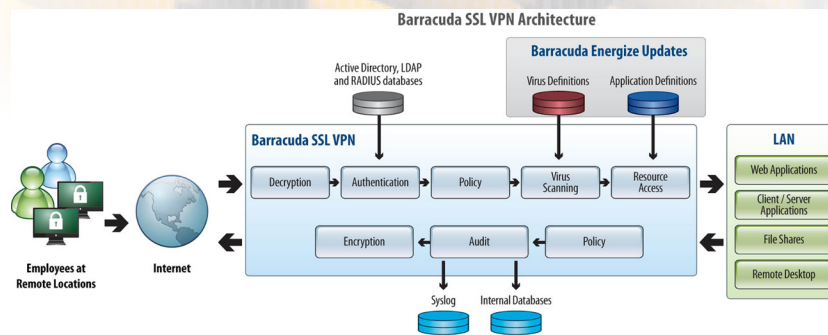 Barracuda SSL VPN Architecture
Barracuda Energize Updates
Active Directory, LDAP
and RADIUS databases
Virus Definitions
Application Definitions
Barracuda SSL VPN
LAN
Decryption
Authentication
Policy
Virus
Scanning
Resource
Access
Web Applications
Client / Server
Applications
File Shares
Remote Desktop
Encryption
Audit
Policy
Employees at
Remote Locations
Internet
Syslog
Internal Databases